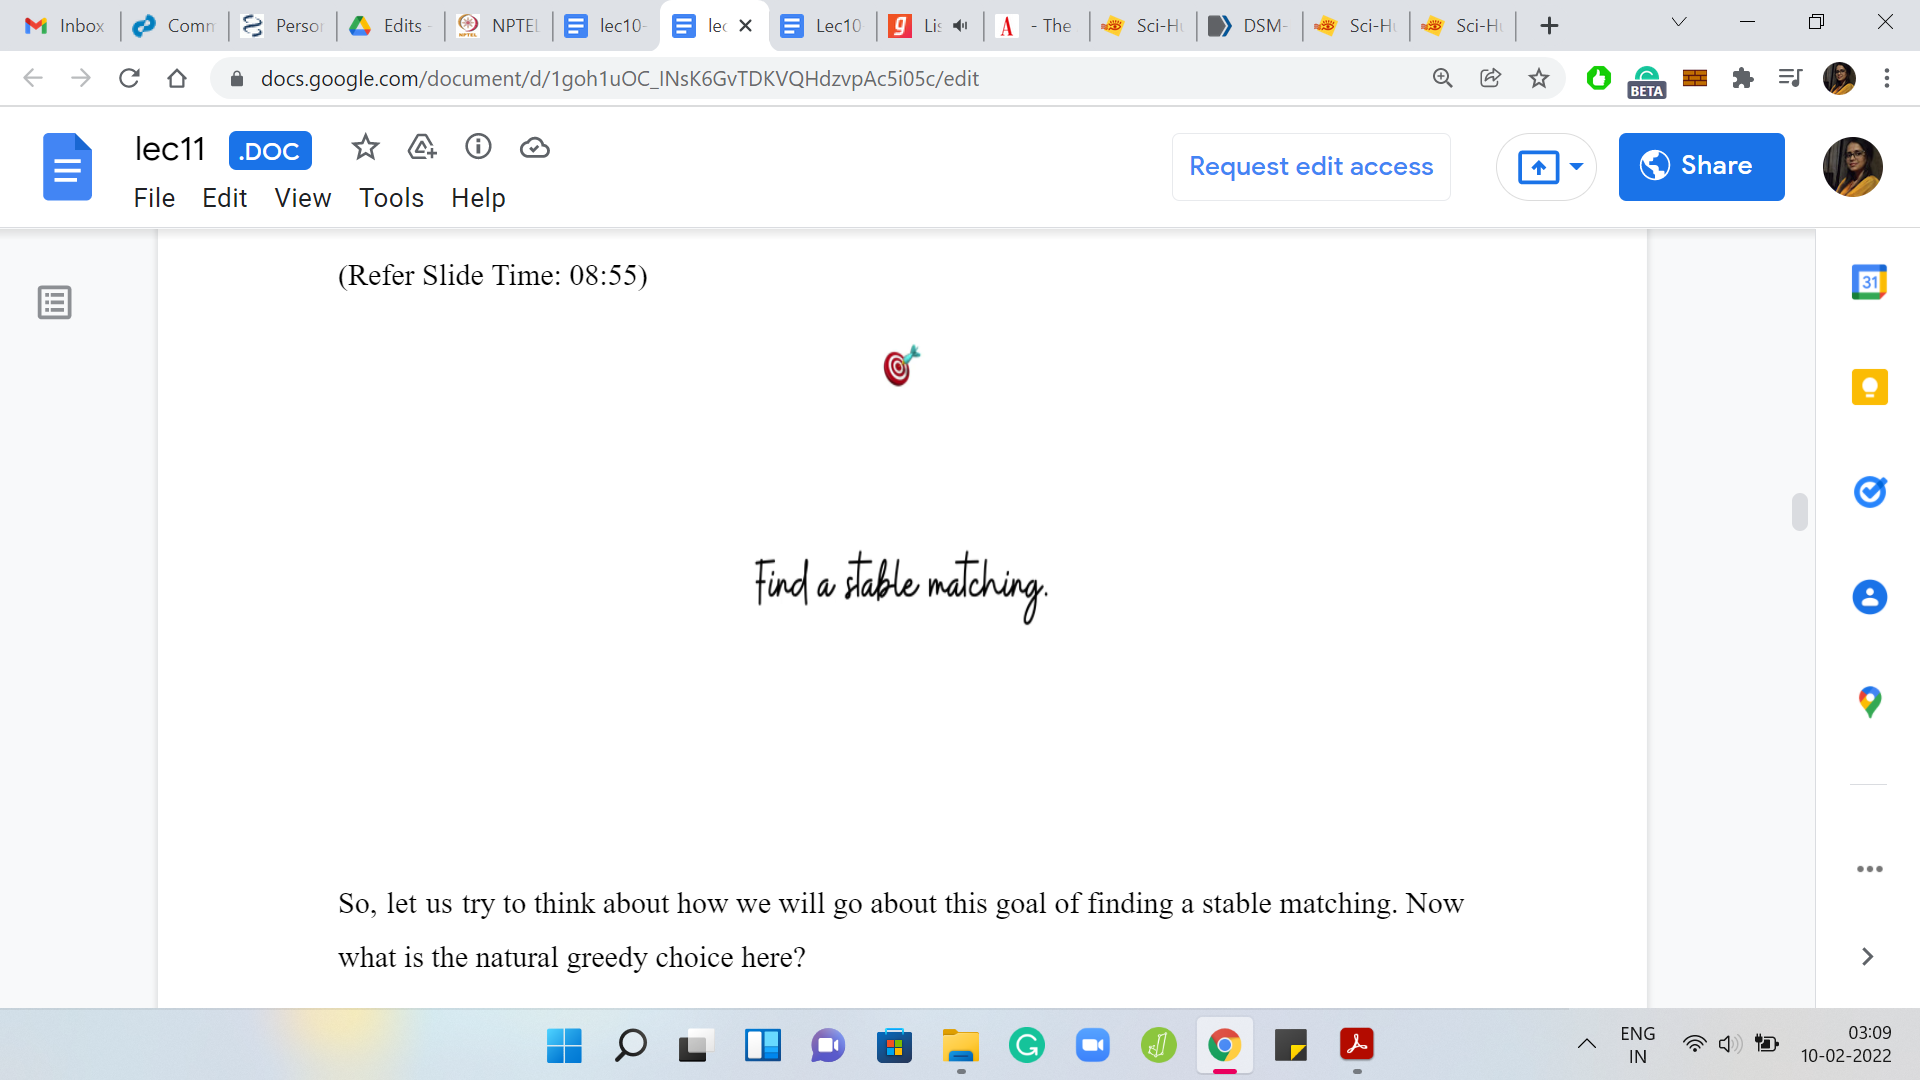 Inbox
Comm
Person
Edits -
NPTEL
lec10-
lec
Lec10
Lis
- The
Sci-Hu
DSM-
Sci-Hu
Sci-Hu
docs.google.com/document/d/1goh1uOC_lNsK6GvTDKVQHdzvpAc5i05c/edit
BETA
lec11 .DOC
File Edit View Tools Help
Request edit access
Share
31
(Refer Slide Time: 08:55)
Find a stable matching.
So, let us try to think about how we will go about this goal of finding a stable matching. Now
what is the natural greedy choice here?
ENG
IN
03:09
10-02-2022